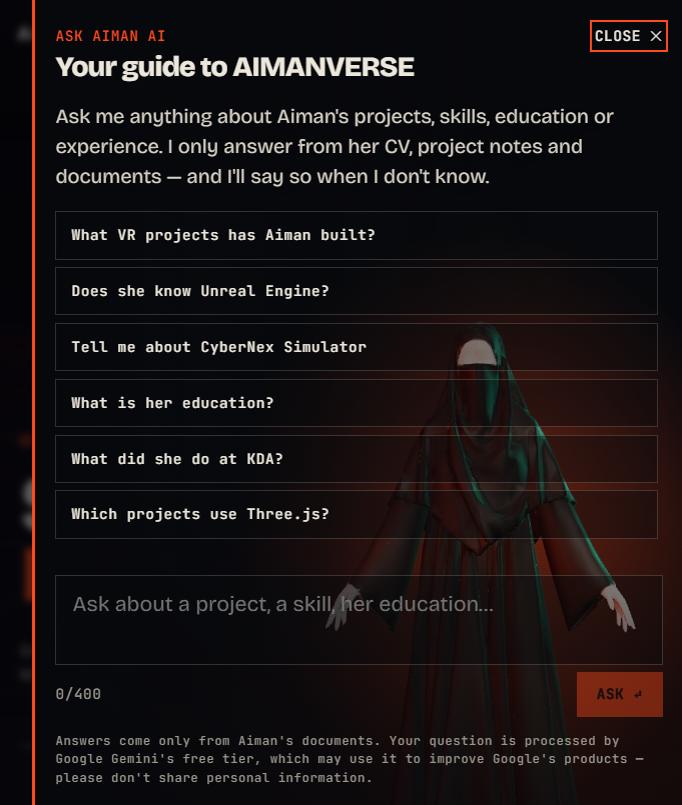 ASK AIMAN AI
CLOSE ×
Your guide to AIMANVERSE
Ask me anything about Aiman's projects, skills, education or
experience. I only answer from her CV, project notes and
documents — and I'll say so when I don't know.
What VR projects has Aiman built?
Does she know Unreal Engine?
Tell me about CyberNex Simulator
What is her education?
What did she do at KDA?
Which projects use Three.js?
Ask about a project, a skill, her education...
0/400
ASK ↵
Answers come only from Aiman's documents. Your question is processed by
Google Gemini's free tier, which may use it to improve Google's products —
please don't share personal information.